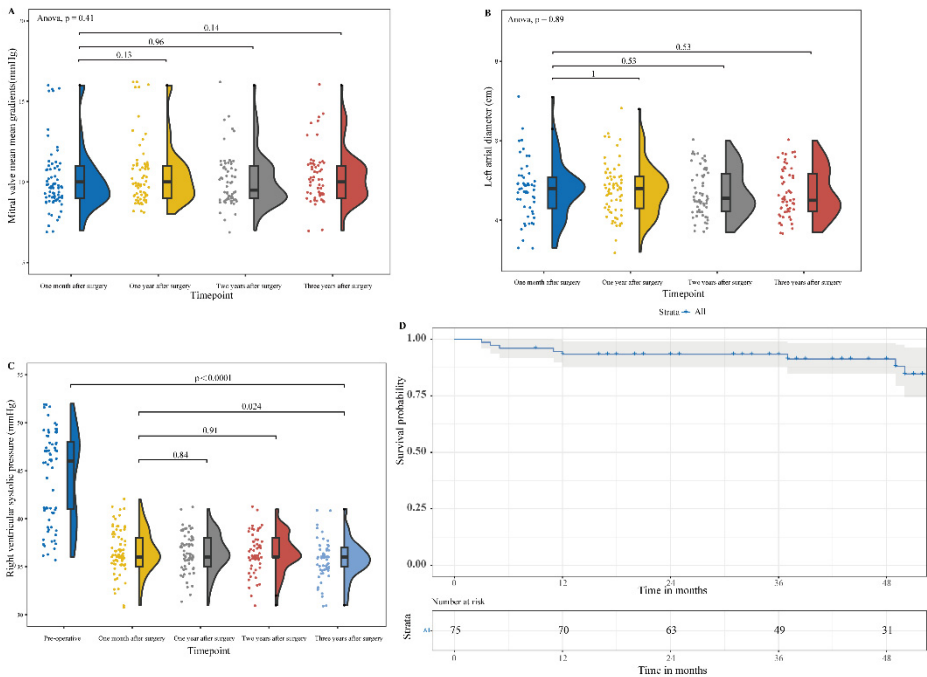 A
Anova, p = 0.41
0.14
0.96
0.13
Mitral valve mean mean gradients(mmHg)
15
10
One month after surgery One year after surgery Two years after surgery Three years after surgery
Timepoint
B
Anova, p = 0.89
0.53
0.53
1
Left atrial diameter (cm)
4
One month after surgery One year after surgery Two years after surgery Three years after surgery
Timepoint
C
p<0.0001
0.024
0.91
0.84
Right ventricular systolic pressure (mmHg)
Pre-operative One month after surgery One year after surgery Two years after surgery Three years after surgery
Timepoint
Strata All
D
1.00
0.75
0.50
0.25
0.00
Survival probability
0 12 24 36 48
Time in months
Number at risk
Strata
All 75 70 63 49 31
0 12 24 36 48
Time in months